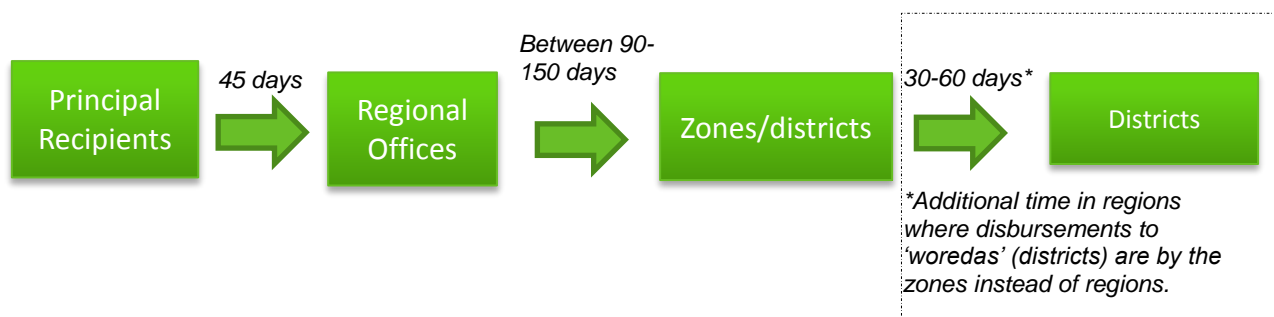 Principal
Recipients
45 days
Regional
Offices
Between 90-
150 days
Zones/districts
30-60 days*
Districts
*Additional time in regions
where disbursements to
‘woredas’ (districts) are by the
zones instead of regions.